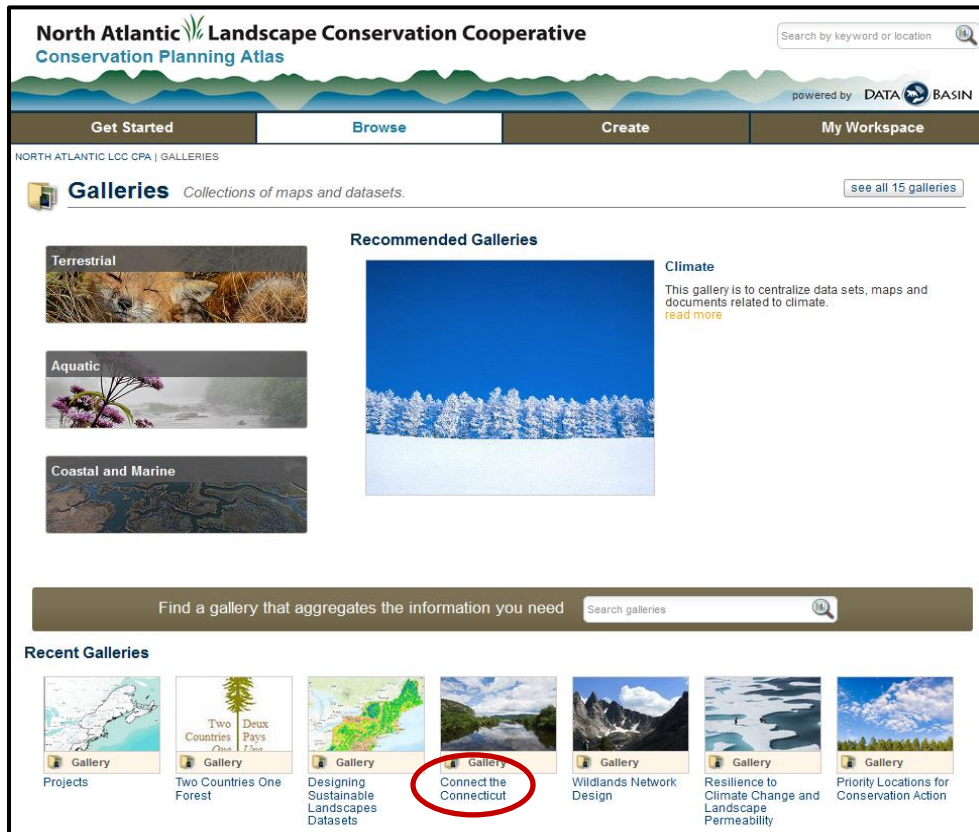 North Atlantic Landscape Conservation Cooperative
Conservation Planning Atlas
Search by keyword or location
powered by DATA BASIN
Get Started
Browse
Create
My Workspace
NORTH ATLANTIC LCC CPA | GALLERIES
Galleries Collections of maps and datasets.
see all 15 galleries
Terrestrial
Aquatic
Coastal and Marine
Recommended Galleries
Climate
This gallery is to centralize data sets, maps and
documents related to climate.
read more
Find a gallery that aggregates the information you need
Search galleries
Recent Galleries
Gallery
Projects
Two Deux
Countries Pays
One Une
Gallery
Two Countries One
Forest
Gallery
Designing
Sustainable
Landscapes
Datasets
Gallery
Connect the
Connecticut
Gallery
Wildlands Network
Design
Gallery
Resilience to
Climate Change and
Landscape
Permeability
Gallery
Priority Locations for
Conservation Action